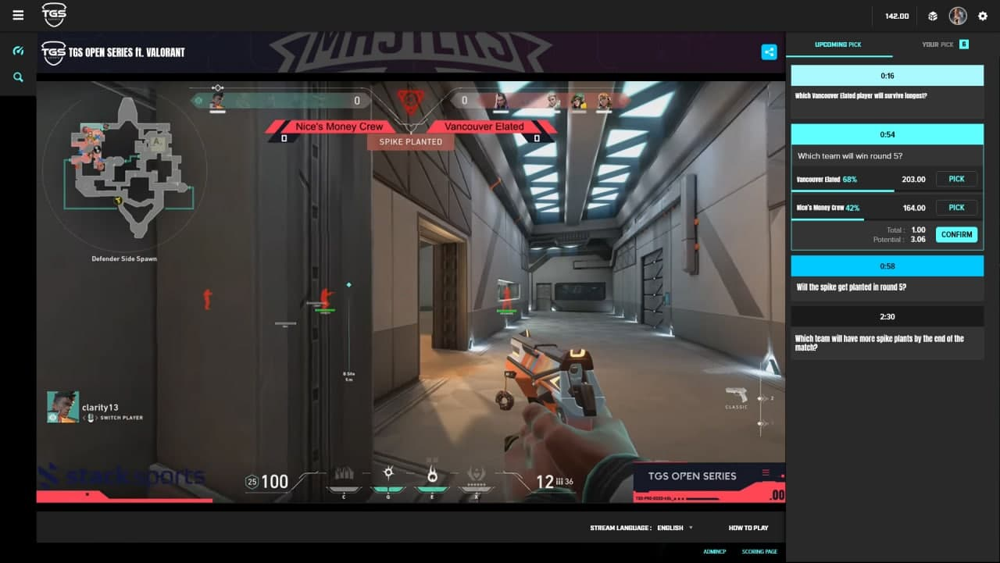 TGS
142.00
TGS
TGS OPEN SERIES ft. VALORANT
MASTERS
0
0
Nice's Money Crew
Vancouver Elated
0
0
SPIKE PLANTED
A
Defender Side Spawn
B Site
5 m
clarity13
SWITCH PLAYER
CLASSIC
2
stack sports
25
100
C
Q
E
X
12
36
TGS OPEN SERIES
.00
STREAM LANGUAGE :
ENGLISH
HOW TO PLAY
ADMINCP
SCORING PAGE
UPCOMING PICK
YOUR PICK
6
0:16
Which Vancouver Elated player will survive longest?
0:54
Which team will win round 5?
Vancouver Elated 68%
203.00
PICK
Nice's Money Crew 42%
164.00
PICK
Total : 1.00
Potential : 3.06
CONFIRM
0:58
Will the spike get planted in round 5?
2:30
Which team will have more spike plants by the end of the
match?